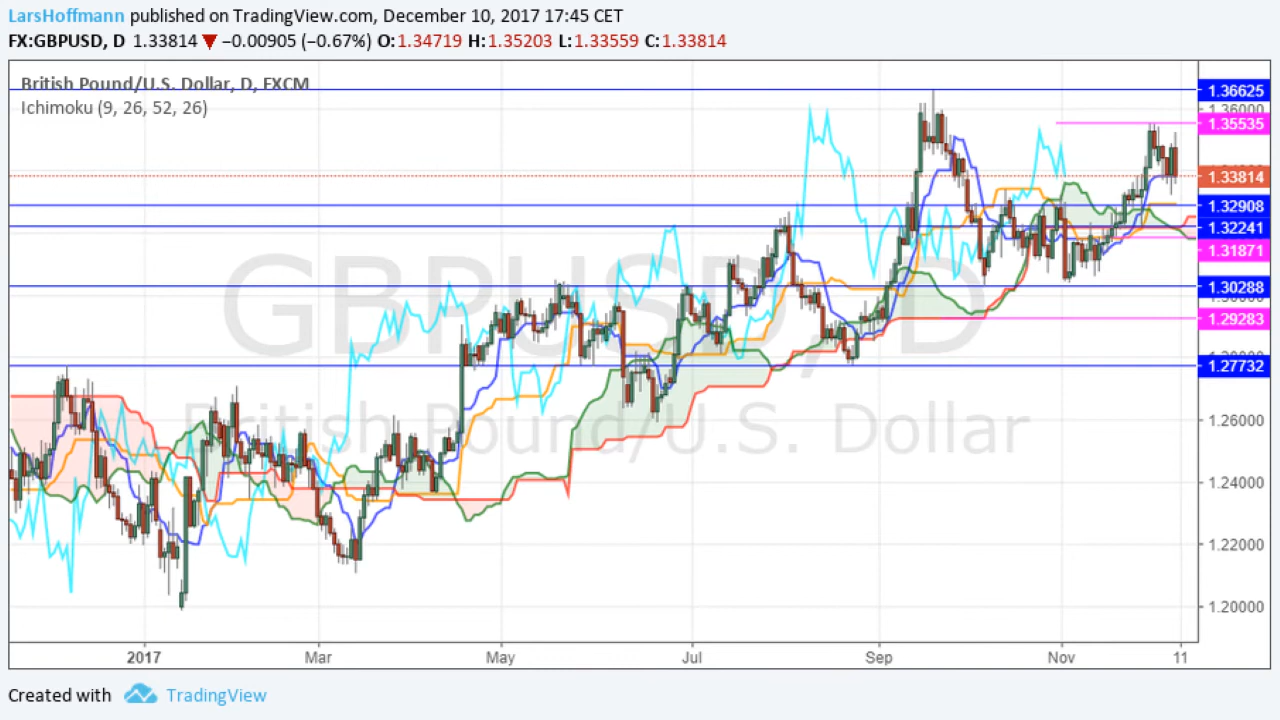 LarsHoffmann published on TradingView.com, December 10, 2017 17:45 CET
FX:GBPUSD, D 1.33814 ▼ −0.00905 (−0.67%) O:1.34719 H:1.35203 L:1.33559 C:1.33814
British Pound/U.S. Dollar, D, FXCM
Ichimoku (9, 26, 52, 26)
GBPUSD, D
British Pound/U.S. Dollar
1.36625
1.36000
1.35535
1.33814
1.32908
1.32241
1.31871
1.30288
1.29283
1.27732
1.26000
1.24000
1.22000
1.20000
2017 Mar May Jul Sep Nov 11
Created with TradingView